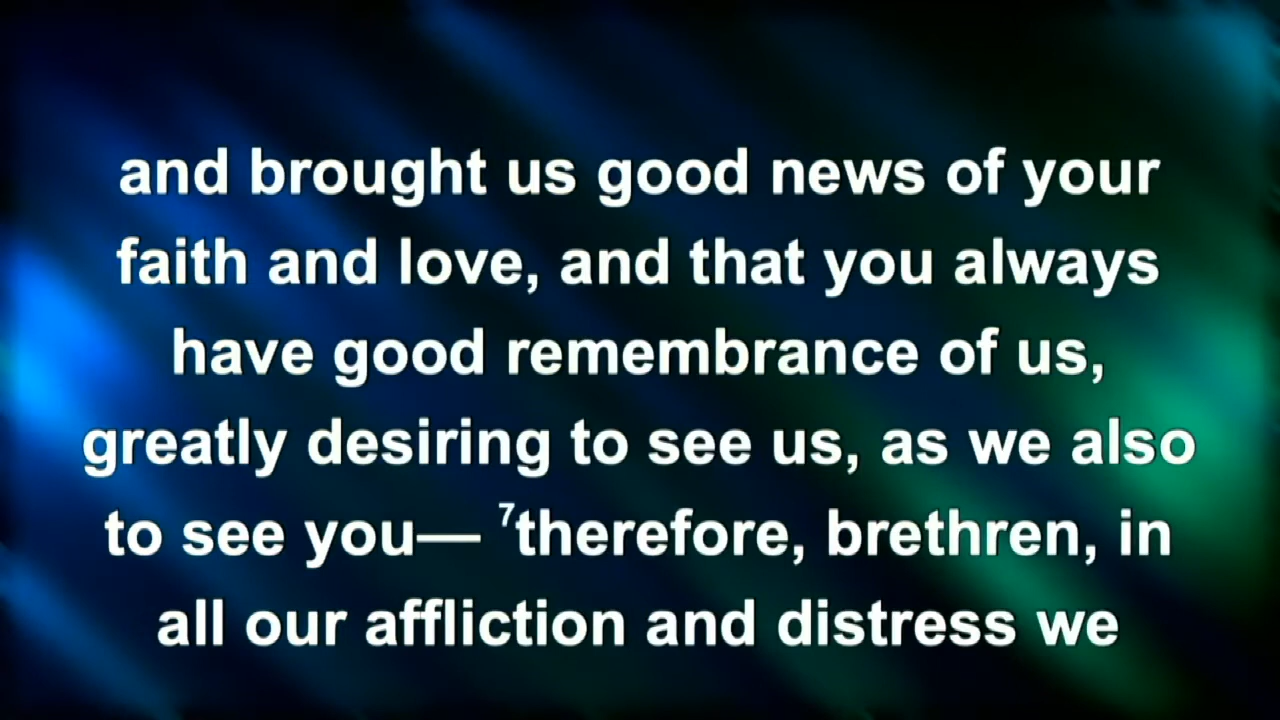 and brought us good news of your
faith and love, and that you always
have good remembrance of us,
greatly desiring to see us, as we also
to see you— ⁷therefore, brethren, in
all our affliction and distress we